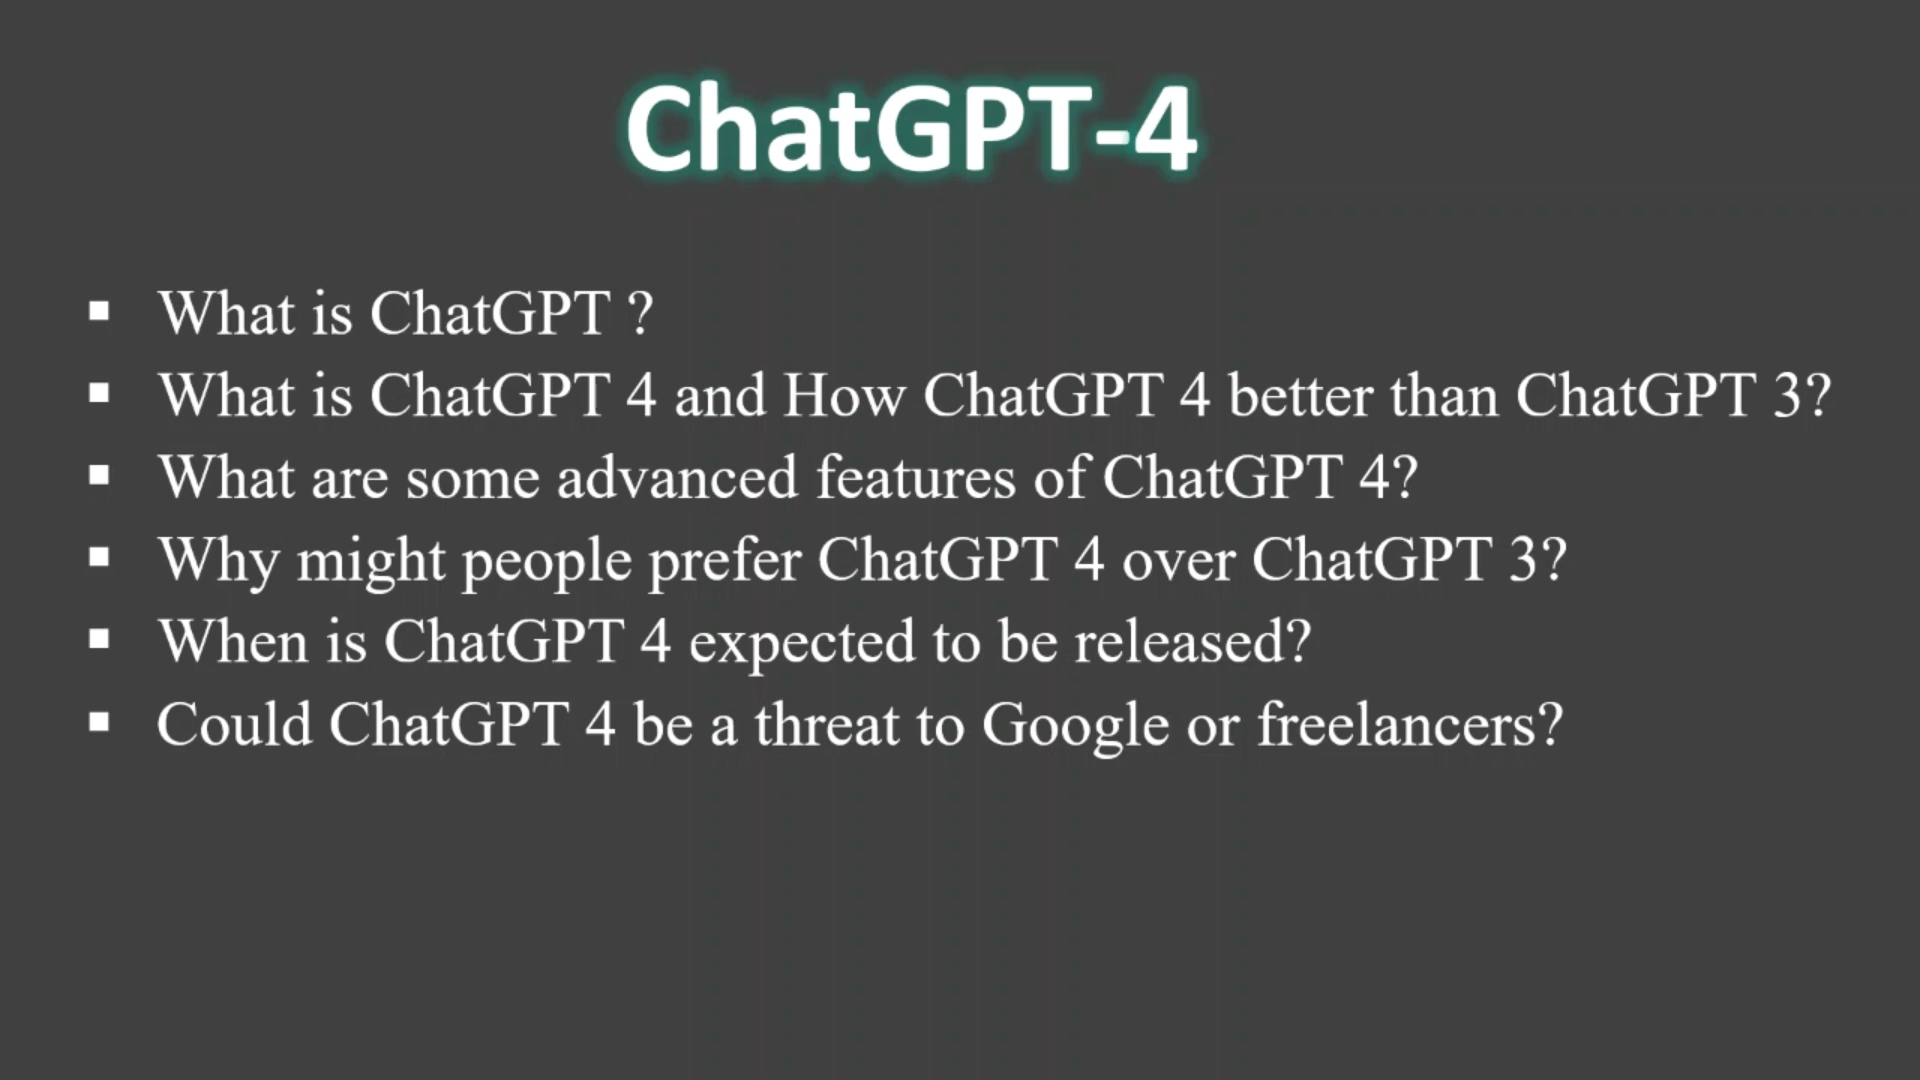 ChatGPT-4
▪ What is ChatGPT ?
▪ What is ChatGPT 4 and How ChatGPT 4 better than ChatGPT 3?
▪ What are some advanced features of ChatGPT 4?
▪ Why might people prefer ChatGPT 4 over ChatGPT 3?
▪ When is ChatGPT 4 expected to be released?
▪ Could ChatGPT 4 be a threat to Google or freelancers?